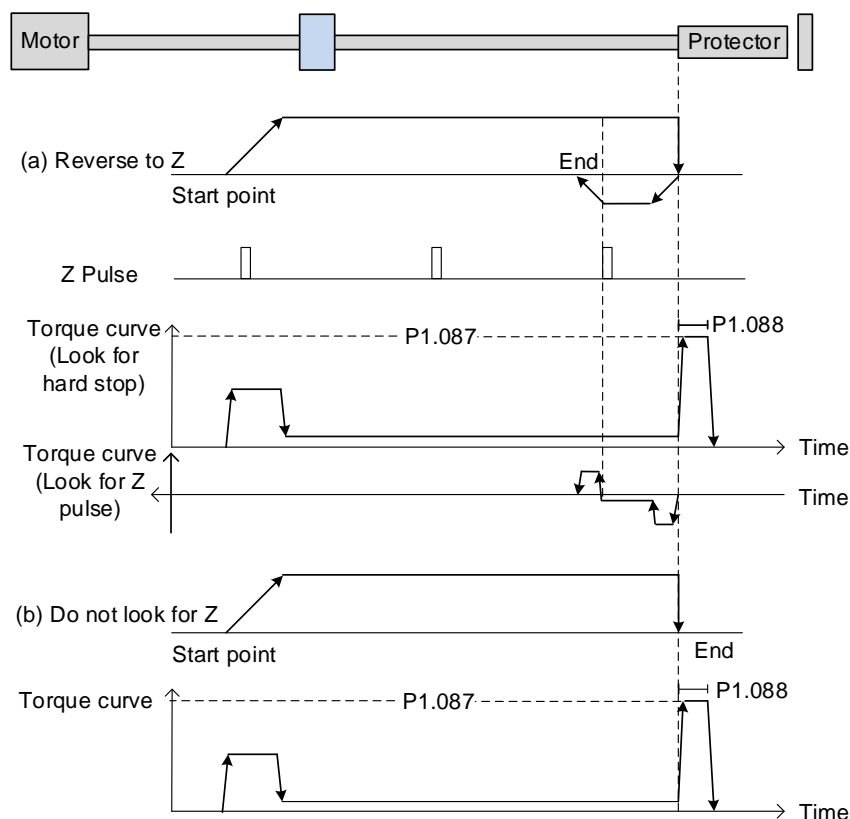 Motor
Protector
(a) Reverse to Z
End
Start point
Z Pulse
Torque curve
(Look for
hard stop)
P1.087
P1.088
Time
Torque curve
(Look for Z
pulse)
Time
(b) Do not look for Z
Start point
End
Torque curve
P1.087
P1.088
Time